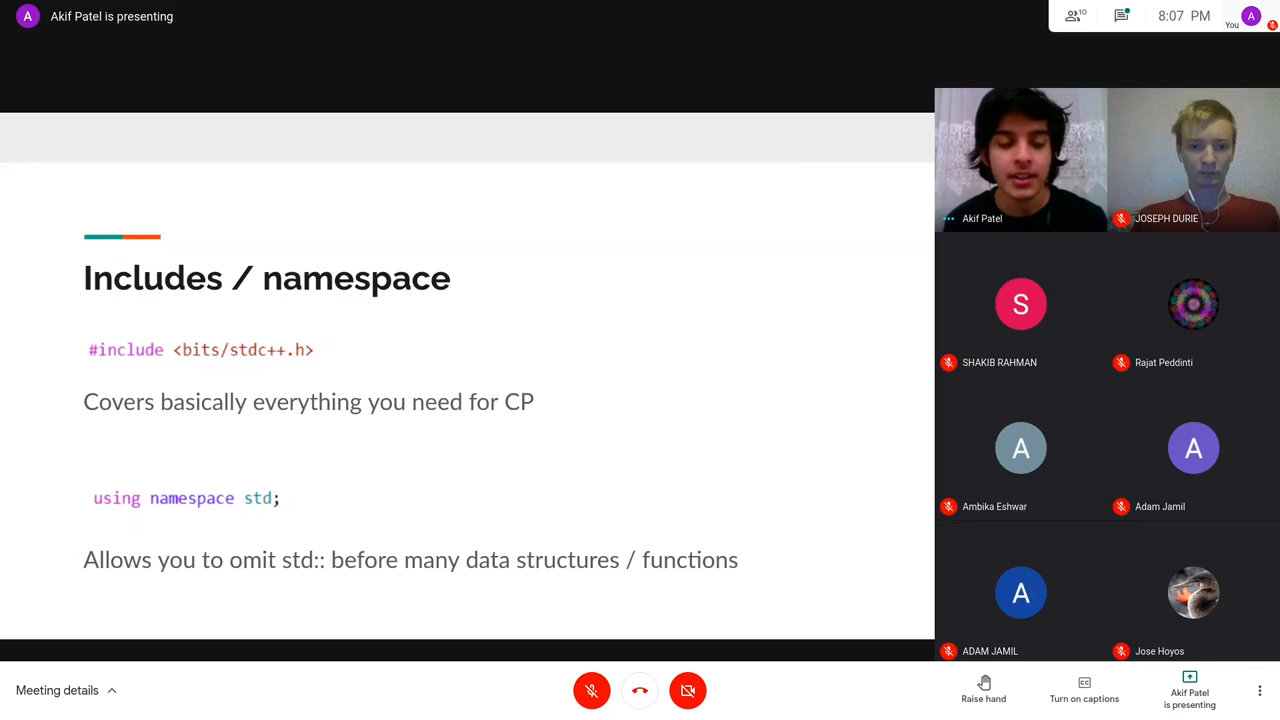 A
Akif Patel is presenting
10
8:07 PM
You
A
Includes / namespace
#include <bits/stdc++.h>
Covers basically everything you need for CP
using namespace std;
Allows you to omit std:: before many data structures / functions
Akif Patel
JOSEPH DURIE
S
SHAKIB RAHMAN
Rajat Peddinti
A
Ambika Eshwar
A
Adam Jamil
A
ADAM JAMIL
Jose Hoyos
Meeting details
Raise hand
CC
Turn on captions
Akif Patel
is presenting